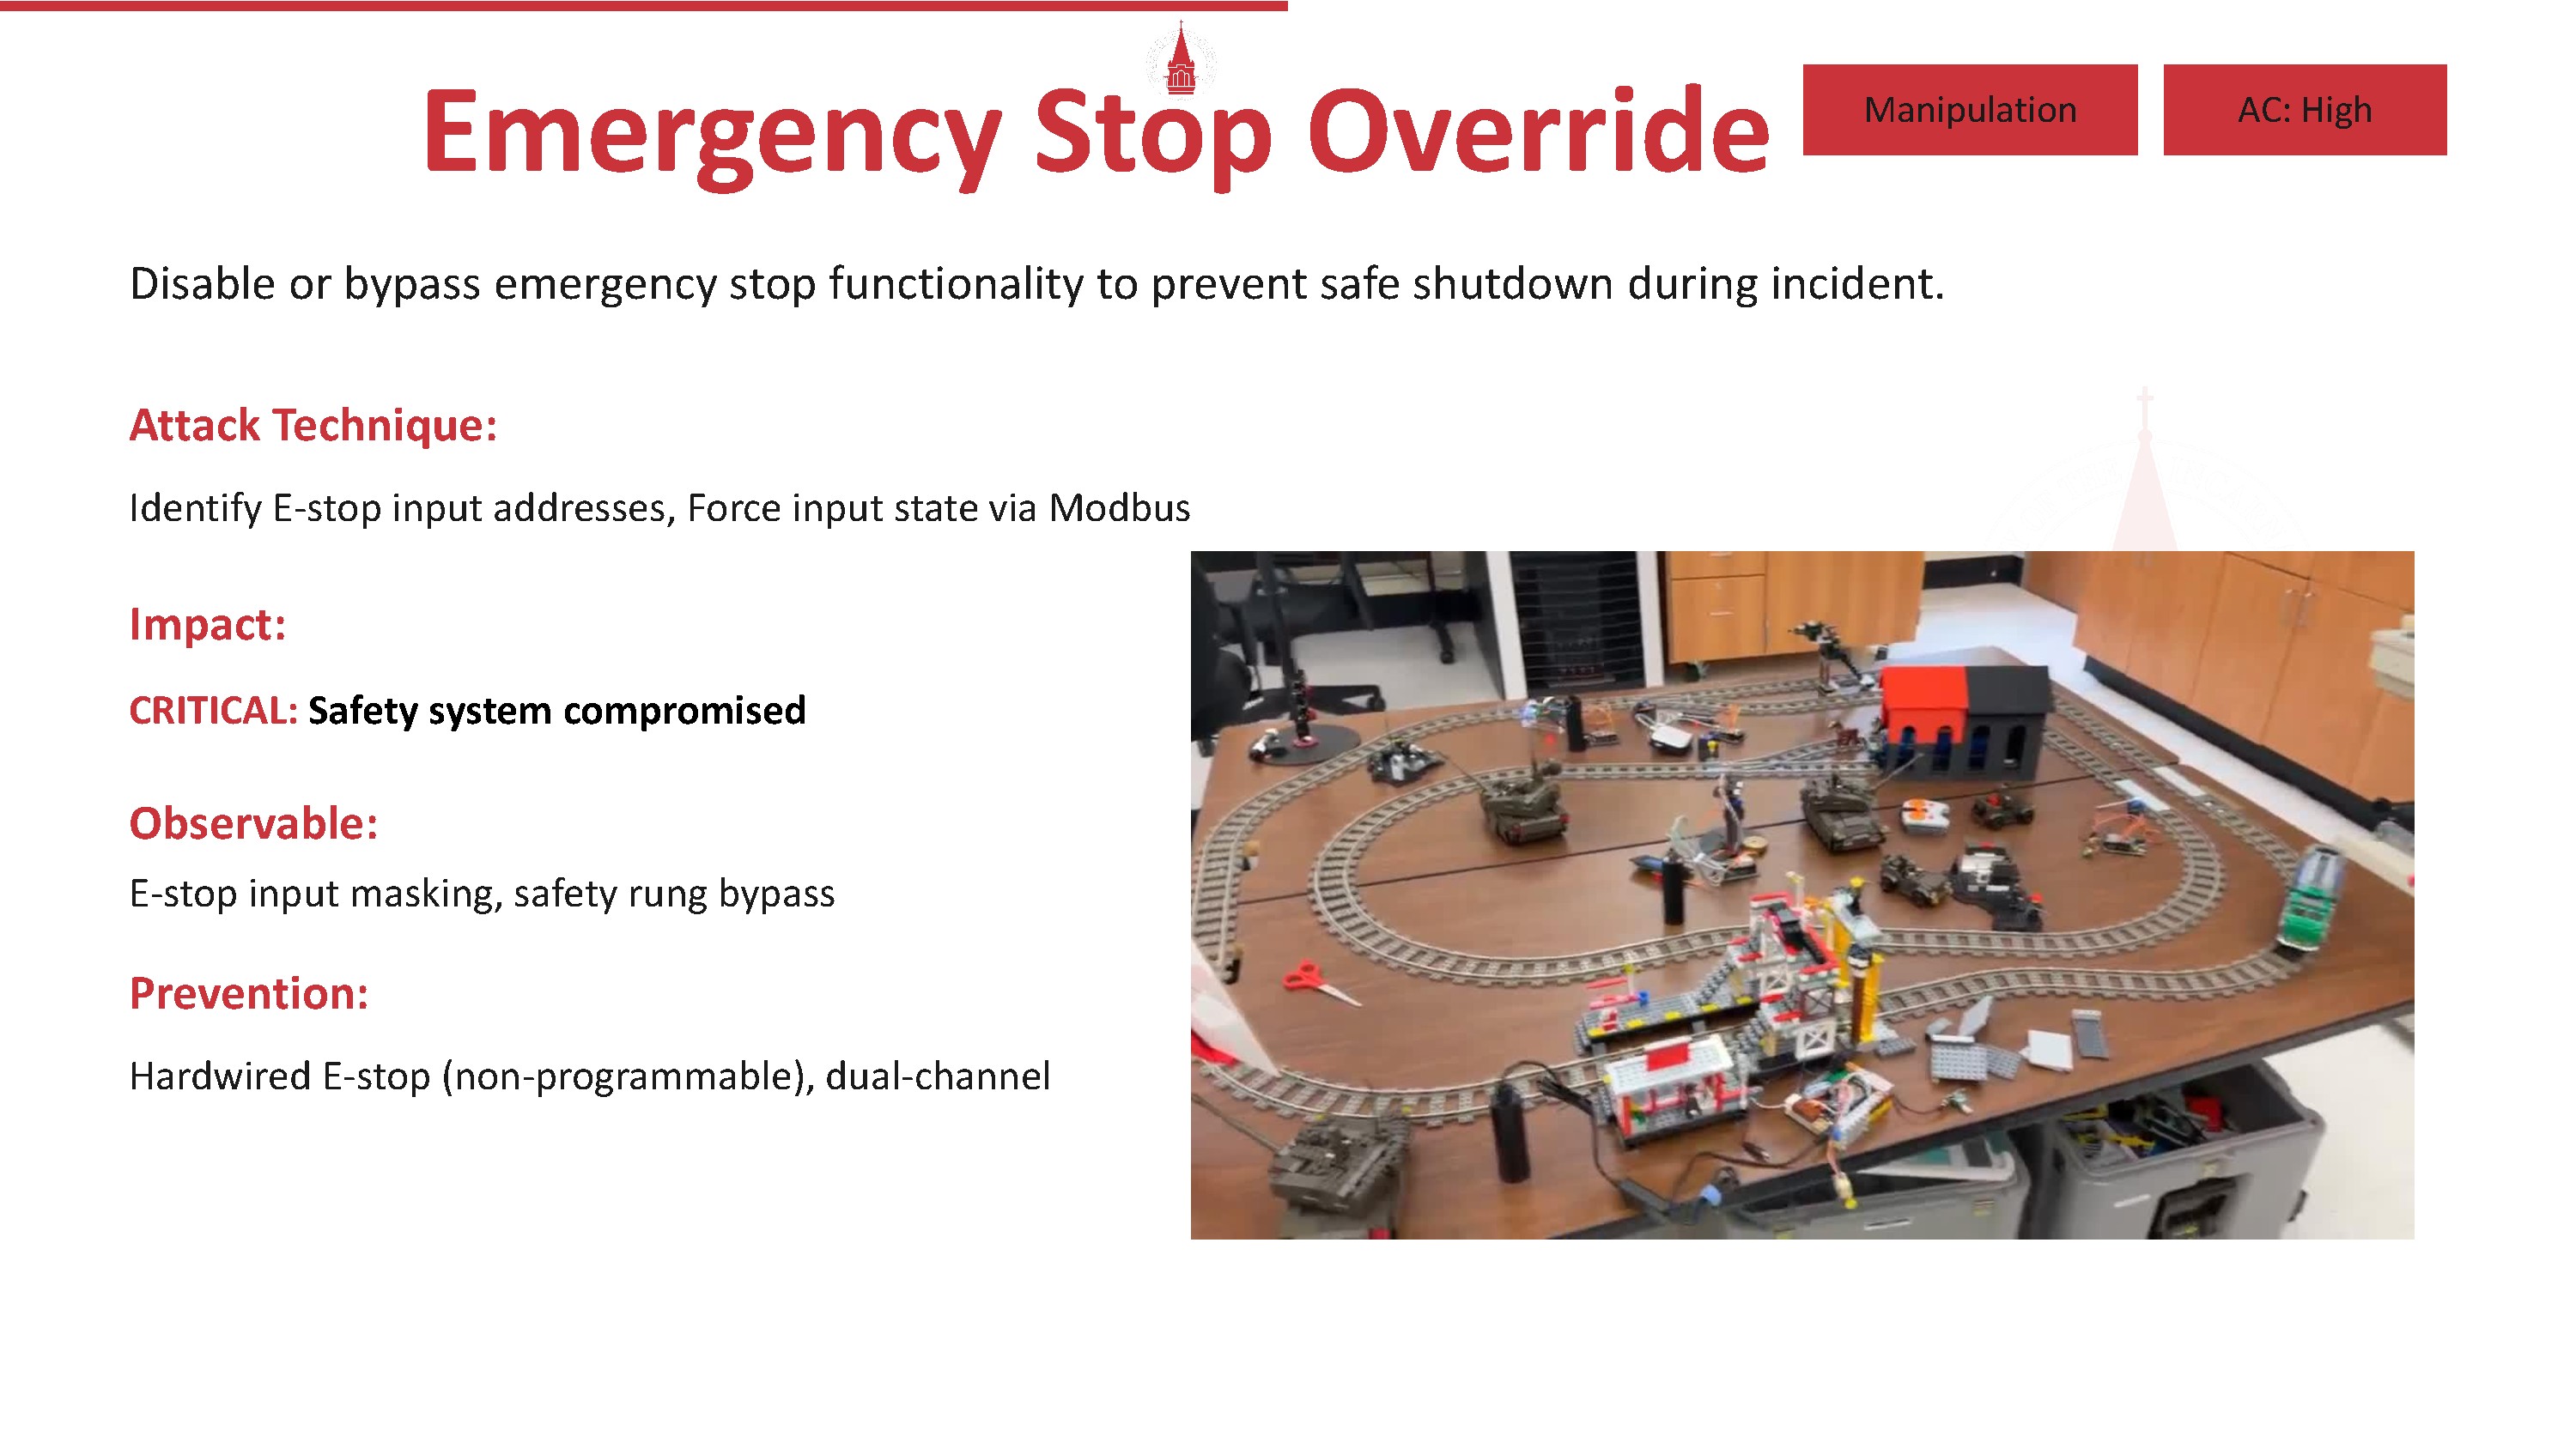 Emergency Stop Override
Manipulation
AC: High
Disable or bypass emergency stop functionality to prevent safe shutdown during incident.
Attack Technique:
Identify E-stop input addresses, Force input state via Modbus
Impact:
CRITICAL: Safety system compromised
Observable:
E-stop input masking, safety rung bypass
Prevention:
Hardwired E-stop (non-programmable), dual-channel